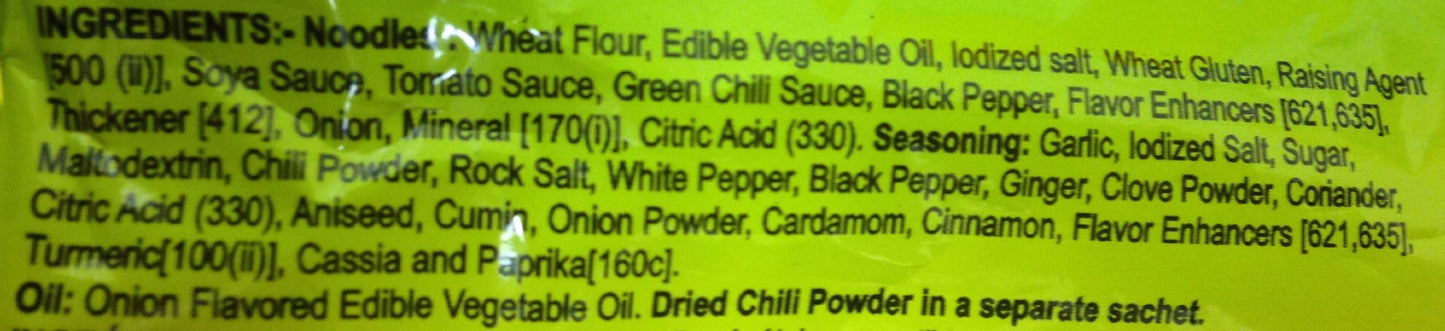 INGREDIENTS:- Noodles : Wheat Flour, Edible Vegetable Oil, Iodized salt, Wheat Gluten, Raising Agent
[500 (ii)], Soya Sauce, Tomato Sauce, Green Chili Sauce, Black Pepper, Flavor Enhancers [621,635],
Thickener [412], Onion, Mineral [170(i)], Citric Acid (330). Seasoning: Garlic, Iodized Salt, Sugar,
Maltodextrin, Chili Powder, Rock Salt, White Pepper, Black Pepper, Ginger, Clove Powder, Coriander,
Citric Acid (330), Aniseed, Cumin, Onion Powder, Cardamom, Cinnamon, Flavor Enhancers [621,635],
Turmeric[100(ii)], Cassia and Paprika[160c].
Oil: Onion Flavored Edible Vegetable Oil. Dried Chili Powder in a separate sachet.